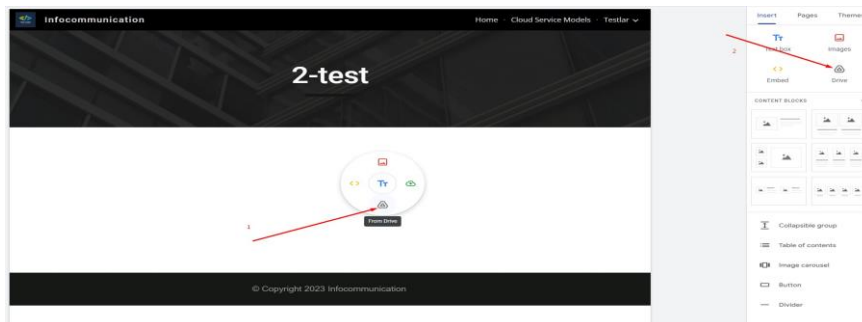 Infocommunication
Home Cloud Service Models Testlar
Insert Pages Themes
2-test
Text box Images
Embed Drive
CONTENT BLOCKS
From Drive
1
2
Collapsible group
Table of contents
Image carousel
Button
Divider
© Copyright 2023 Infocommunication